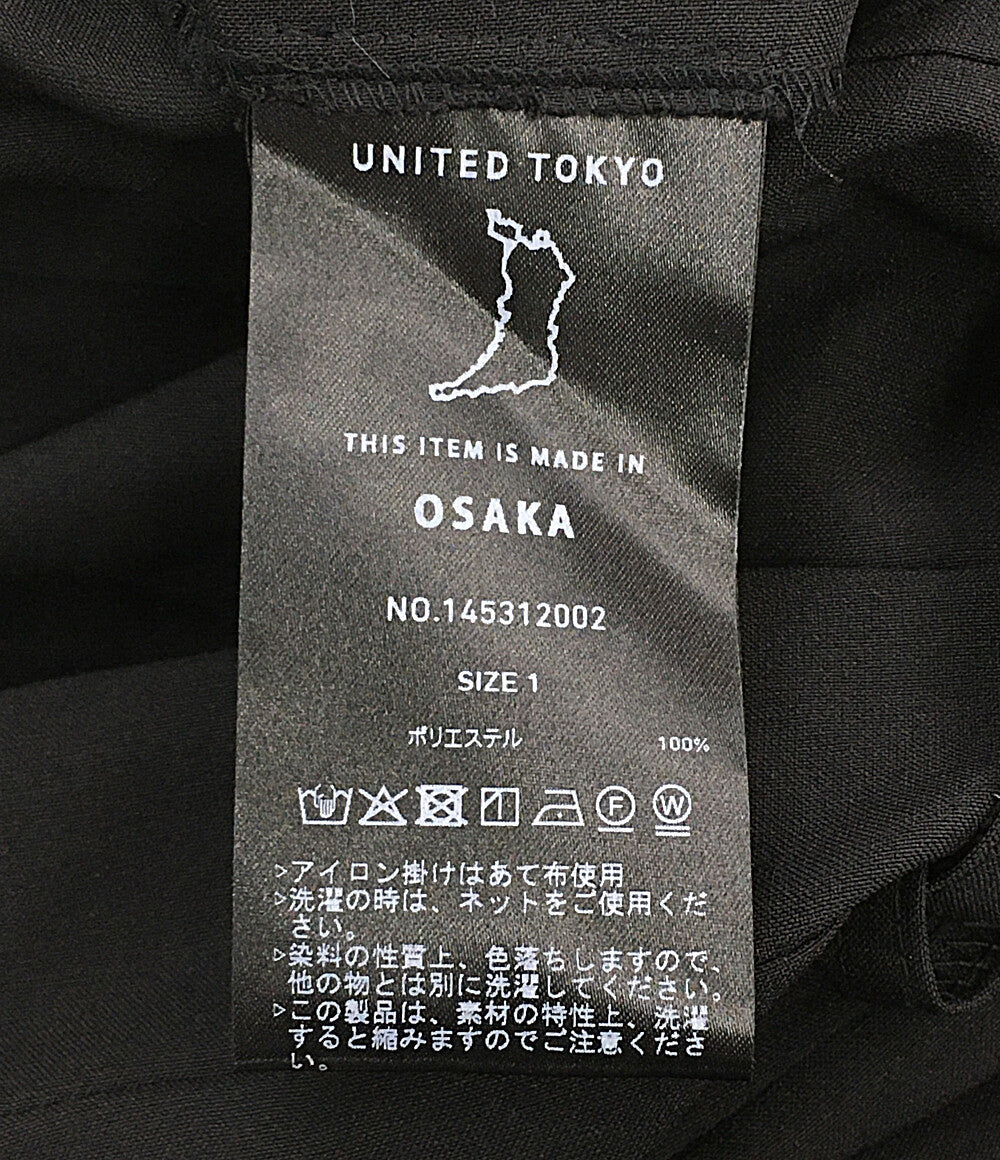 UNITED TOKYO
THIS ITEM IS MADE IN
OSAKA
NO.145312002
SIZE 1
ポリエステル 100%
F W
▷アイロン掛けはあて布使用
▷洗濯の時は、ネットをご使用くだ
さい。
▷染料の性質上、色落ちしますので、
他の物とは別に洗濯してください。
▷この製品は、素材の特性上、洗濯
すると縮みますのでご注意くださ
い。